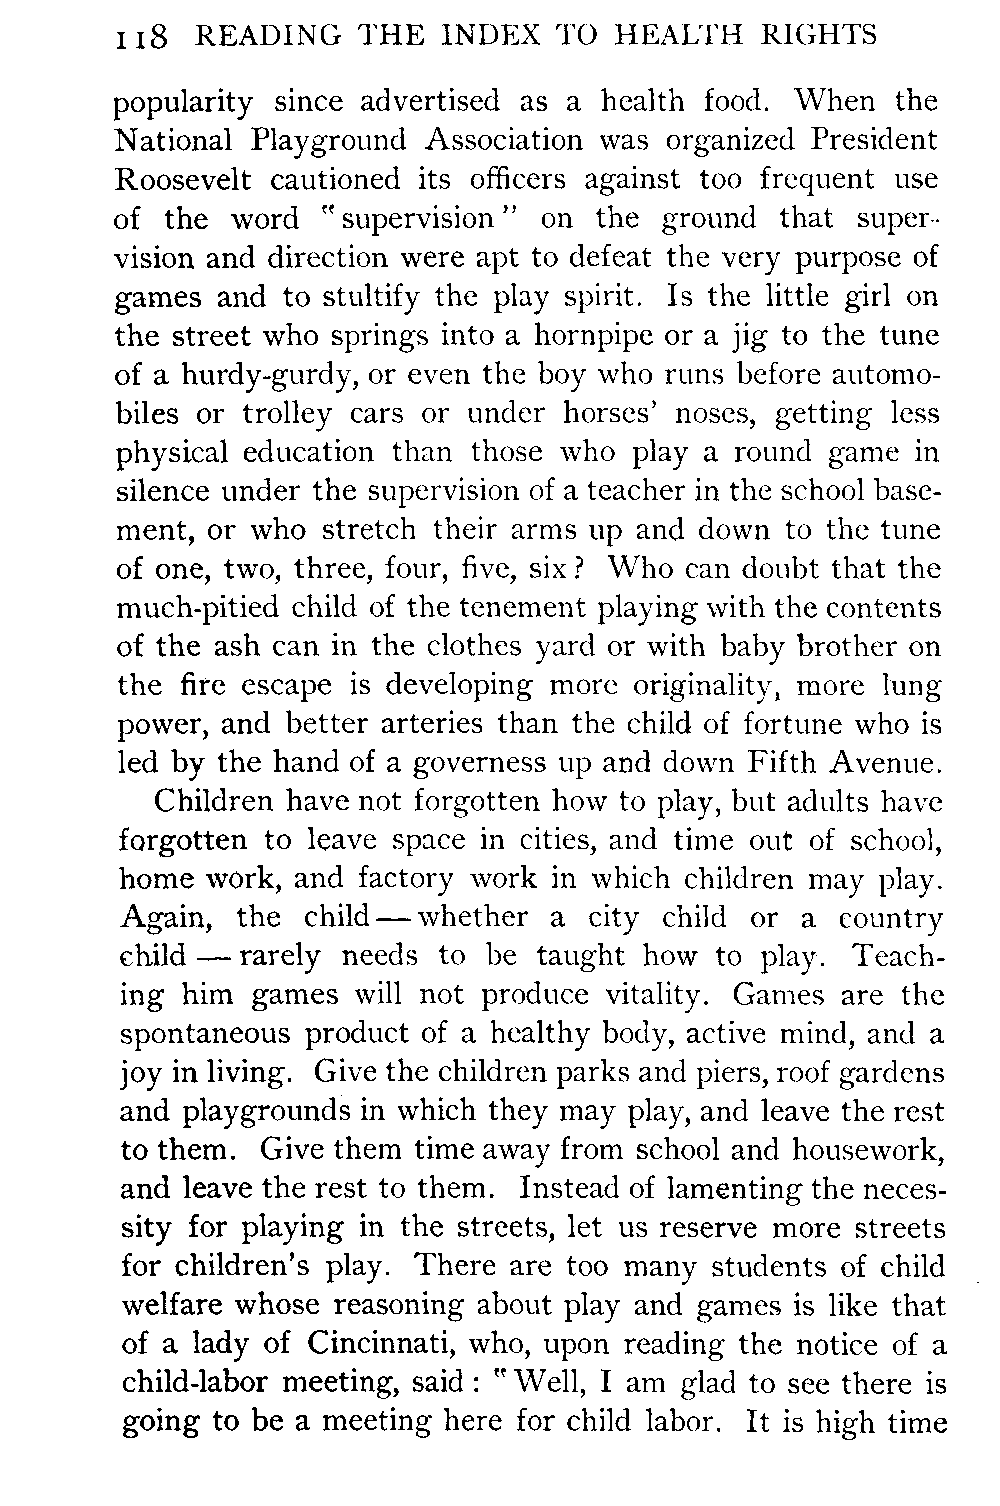 118 READING THE INDEX TO HEALTH RIGHTS
popularity since advertised as a health food. When the
National Playground Association was organized President
Roosevelt cautioned its officers against too frequent use
of the word "supervision" on the ground that super-
vision and direction were apt to defeat the very purpose of
games and to stultify the play spirit. Is the little girl on
the street who springs into a hornpipe or a jig to the tune
of a hurdy-gurdy, or even the boy who runs before automo-
biles or trolley cars or under horses' noses, getting less
physical education than those who play a round game in
silence under the supervision of a teacher in the school base-
ment, or who stretch their arms up and down to the tune
of one, two, three, four, five, six? Who can doubt that the
much-pitied child of the tenement playing with the contents
of the ash can in the clothes yard or with baby brother on
the fire escape is developing more originality, more lung
power, and better arteries than the child of fortune who is
led by the hand of a governess up and down Fifth Avenue.
Children have not forgotten how to play, but adults have
forgotten to leave space in cities, and time out of school,
home work, and factory work in which children may play.
Again, the child — whether a city child or a country
child — rarely needs to be taught how to play. Teach-
ing him games will not produce vitality. Games are the
spontaneous product of a healthy body, active mind, and a
joy in living. Give the children parks and piers, roof gardens
and playgrounds in which they may play, and leave the rest
to them. Give them time away from school and housework,
and leave the rest to them. Instead of lamenting the neces-
sity for playing in the streets, let us reserve more streets
for children's play. There are too many students of child
welfare whose reasoning about play and games is like that
of a lady of Cincinnati, who, upon reading the notice of a
child-labor meeting, said: "Well, I am glad to see there is
going to be a meeting here for child labor. It is high time